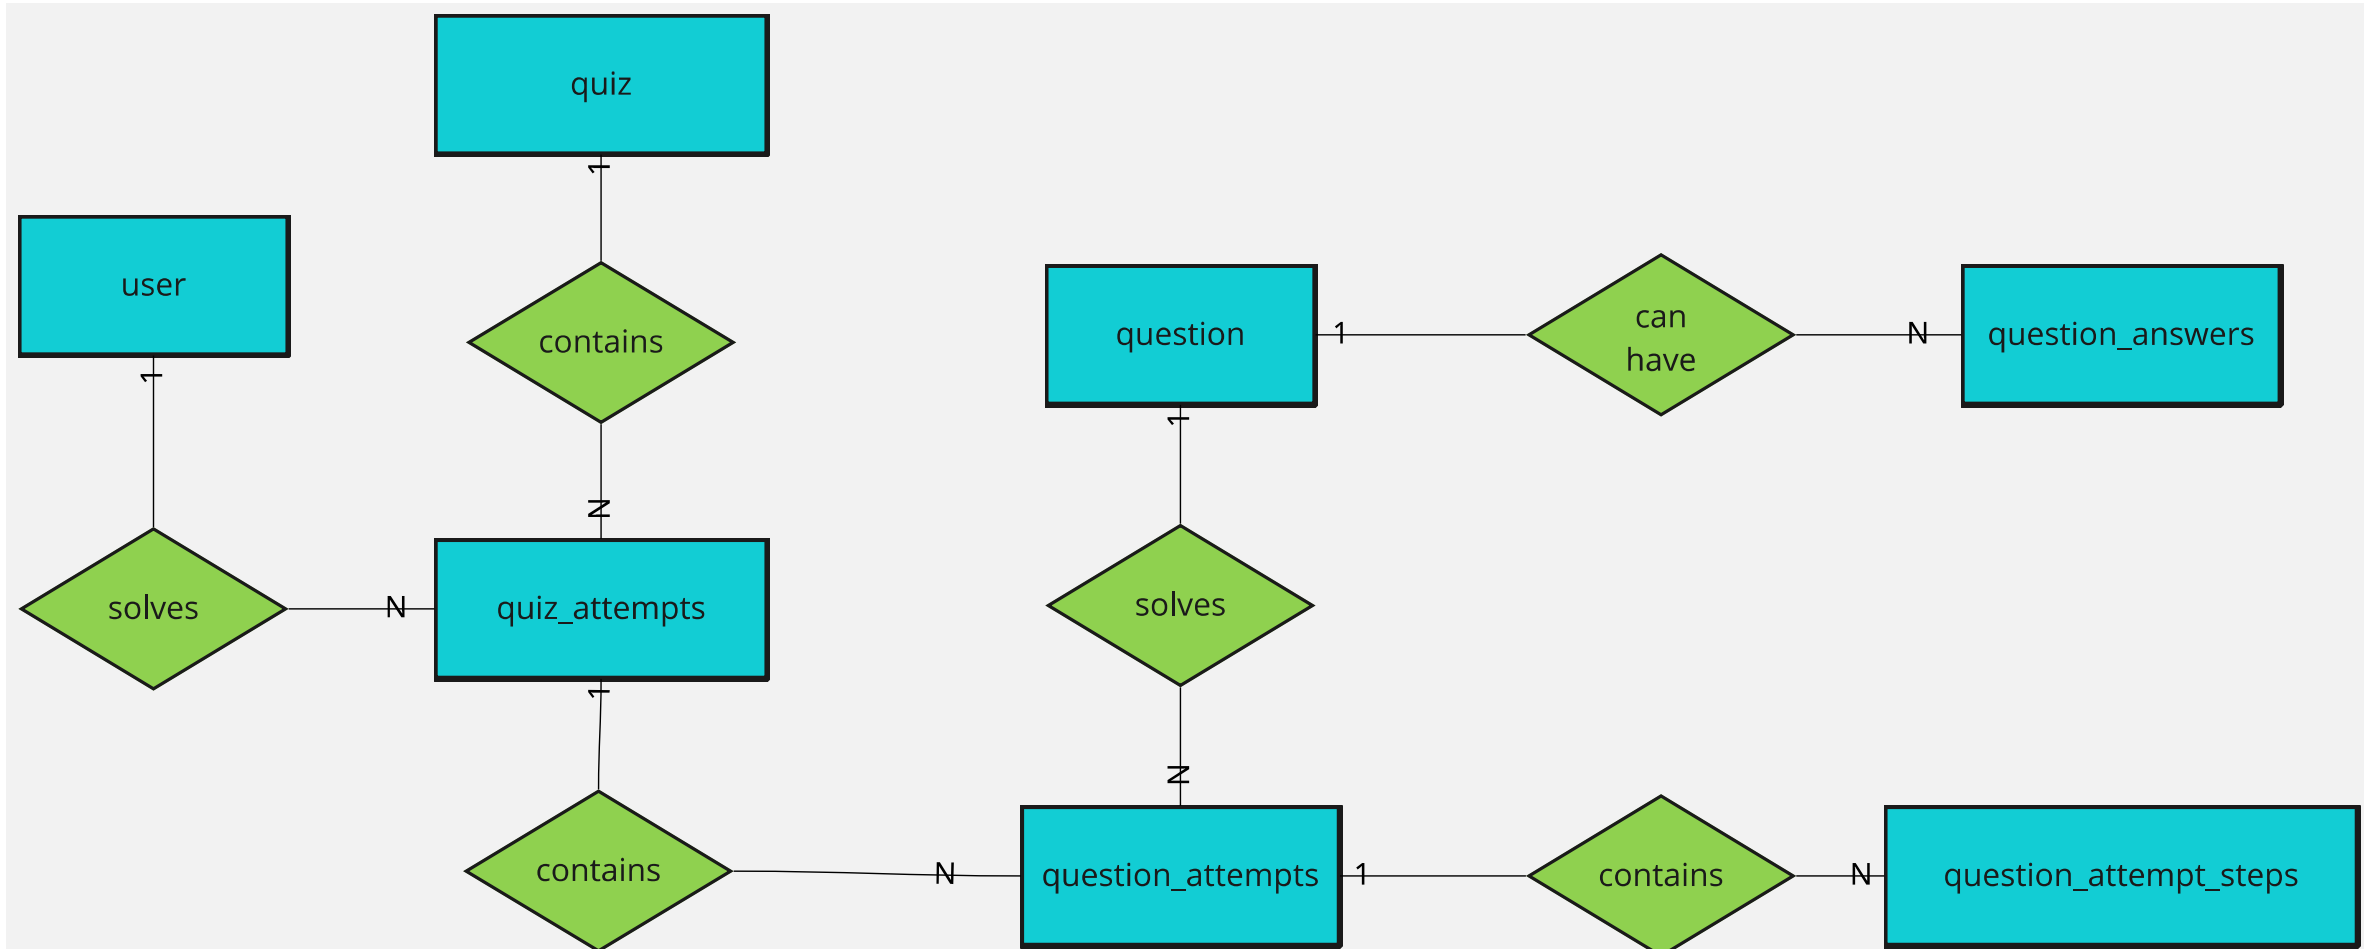 quiz
1
user
contains
question
1
can
have
N
question_answers
1
1
N
solves
N
quiz_attempts
solves
1
N
contains
N
question_attempts
1
contains
N
question_attempt_steps